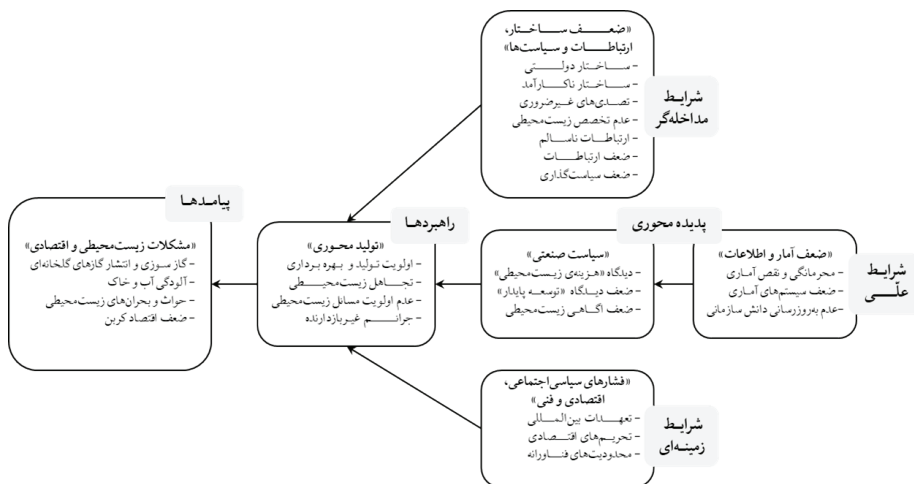 شرایط
علّی
«ضعف آمار و اطلاعات»
- محرمانگی و نقص آماری
- ضعف سیستم‌های آماری
-عدم به‌روزرسانی دانش سازمانی
پدیده محوری
«سیاست صنعتی»
- دیدگاه «هزینه‌ی زیست‌محیطی»
- ضعف دیدگاه «توسعه پایدار»
- ضعف آگاهی زیست‌محیطی
شرایط
مداخله‌گر
«ضعف ساختار،
ارتباطات و سیاست‌ها»
- ساختار دولتی
- ساختار ناکارآمد
- تصدی‌های غیرضروری
- عدم تخصص زیست‌محیطی
- ارتباطات ناسالم
- ضعف ارتباطات
- ضعف سیاست‌گذاری
شرایط
زمینه‌ای
«فشارهای سیاسی‌اجتماعی،
اقتصادی و فنی»
- تعهدات بین‌المللی
- تحریم‌های اقتصادی
- محدودیت‌های فناورانه
راهبردها
«تولید محوری»
- اولویت تولید و بهره برداری
- تجاهل زیست‌محیطی
- عدم اولویت مسائل زیست‌محیطی
- جرائم غیربازدارنده
پیامدها
«مشکلات زیست‌محیطی و اقتصادی»
- گاز سوزی و انتشار گازهای گلخانه‌ای
- آلودگی آب و خاک
- حوادث و بحران‌های زیست‌محیطی
- ضعف اقتصاد کربن